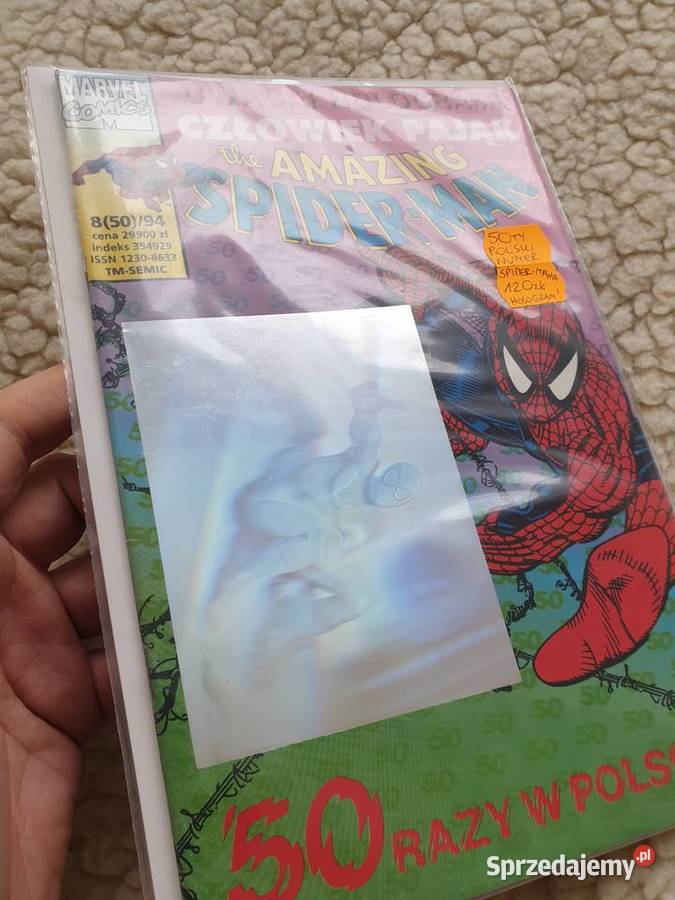 MARVEL
COMICS
M
CZŁOWIEK PAJĄK
the AMAZING
SPIDER-MAN
8(50)/94
cena 29900 zł
indeks 354929
ISSN 1230-8633
TM-SEMIC
50TY
POLSKI
NUMER
SPIDER-MANA
120zł
HOLOGRAM!
'50 RAZY W POLS
Sprzedajemy.pl